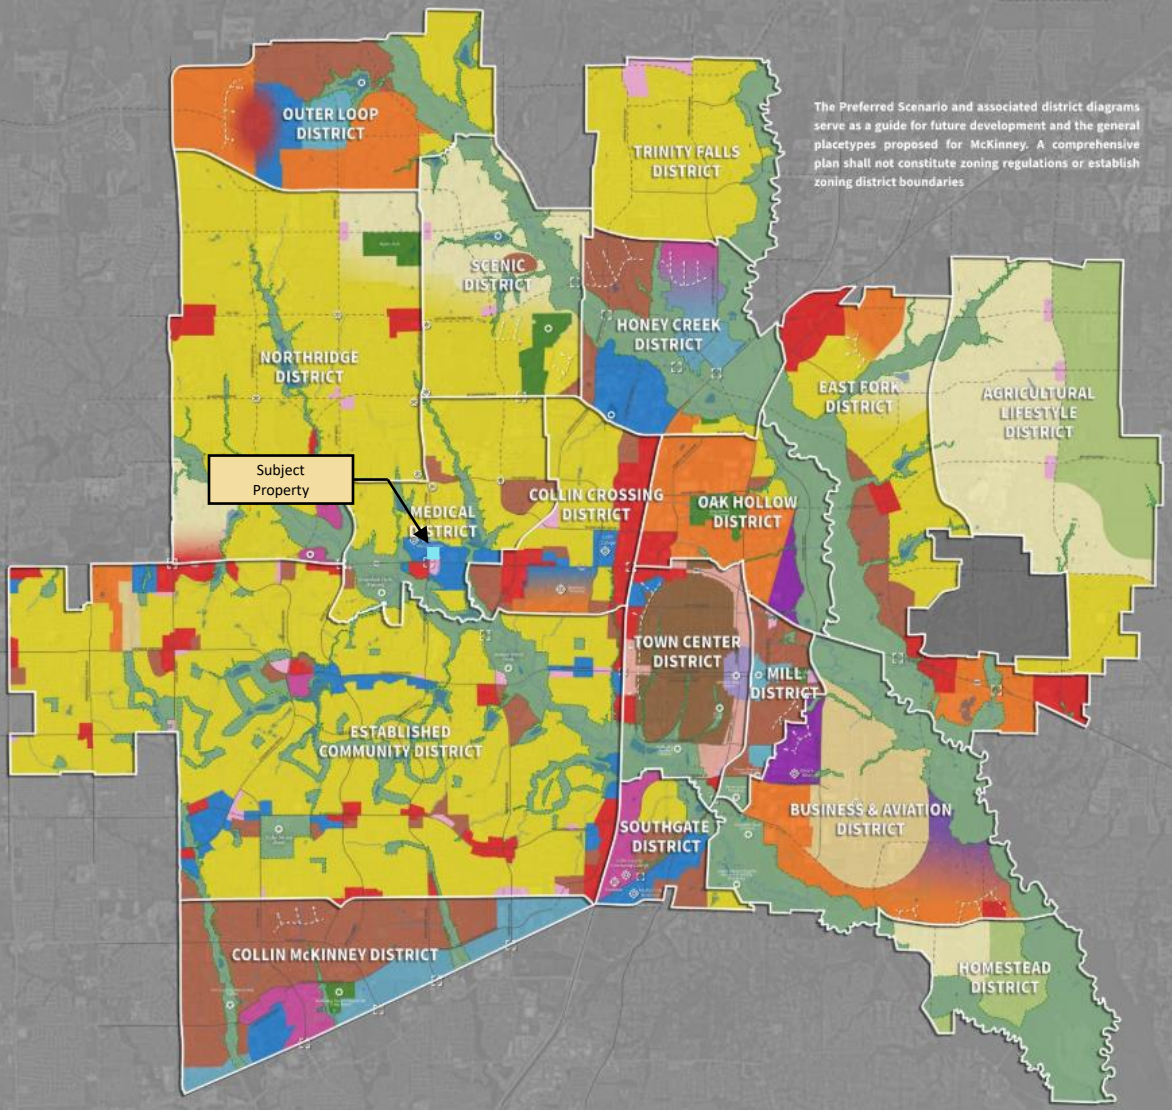 The Preferred Scenario and associated district diagrams
serve as a guide for future development and the general
placetypes proposed for McKinney. A comprehensive
plan shall not constitute zoning regulations or establish
zoning district boundaries
OUTER LOOP
DISTRICT
TRINITY FALLS
DISTRICT
SCENIC
DISTRICT
HONEY CREEK
DISTRICT
NORTHRIDGE
DISTRICT
EAST FORK
DISTRICT
AGRICULTURAL
LIFESTYLE
DISTRICT
Subject
Property
MEDICAL
DISTRICT
COLLIN CROSSING
DISTRICT
OAK HOLLOW
DISTRICT
TOWN CENTER
DISTRICT
MILL
DISTRICT
ESTABLISHED
COMMUNITY DISTRICT
SOUTHGATE
DISTRICT
BUSINESS & AVIATION
DISTRICT
COLLIN McKINNEY DISTRICT
HOMESTEAD
DISTRICT